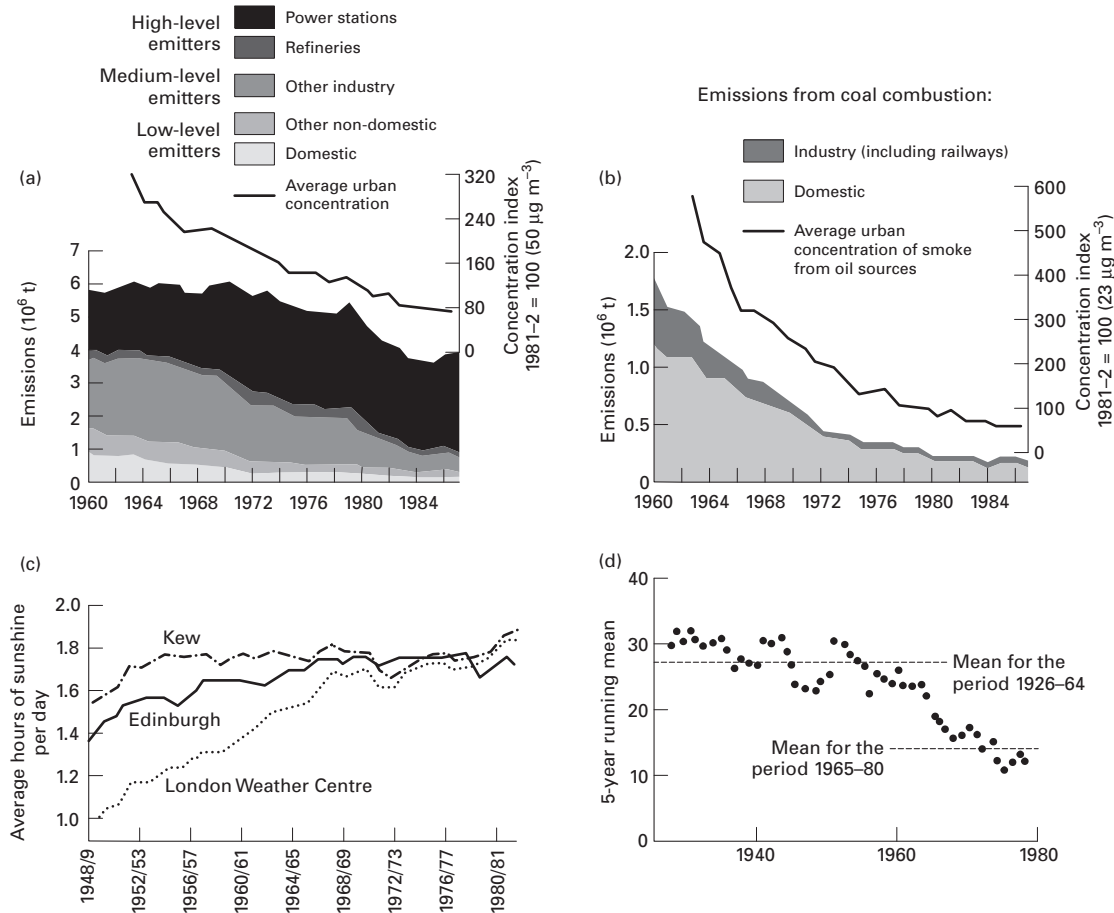 High-level
emitters
Power stations
Refineries
Medium-level
emitters
Other industry
Low-level
emitters
Other non-domestic
Domestic
(a)
Average urban
concentration
320
240
160
80
0
Concentration index
1981–2 = 100 (50 µg m–3)
7
6
5
4
3
2
1
0
Emissions (10⁶ t)
1960 1964 1968 1972 1976 1980 1984
Emissions from coal combustion:
(b)
Industry (including railways)
Domestic
Average urban
concentration of smoke
from oil sources
600
500
400
300
200
100
0
Concentration index
1981–2 = 100 (23 µg m–3)
2.0
1.5
1.0
0.5
0
Emissions (10⁶ t)
1960 1964 1968 1972 1976 1980 1984
(c)
Average hours of sunshine
per day
2.0
1.8
1.6
1.4
1.2
1.0
Kew
Edinburgh
London Weather Centre
1948/9 1952/53 1956/57 1960/61 1964/65 1968/69 1972/73 1976/77 1980/81
(d)
5-year running mean
40
30
20
10
0
Mean for the
period 1926–64
Mean for the
period 1965–80
1940 1960 1980